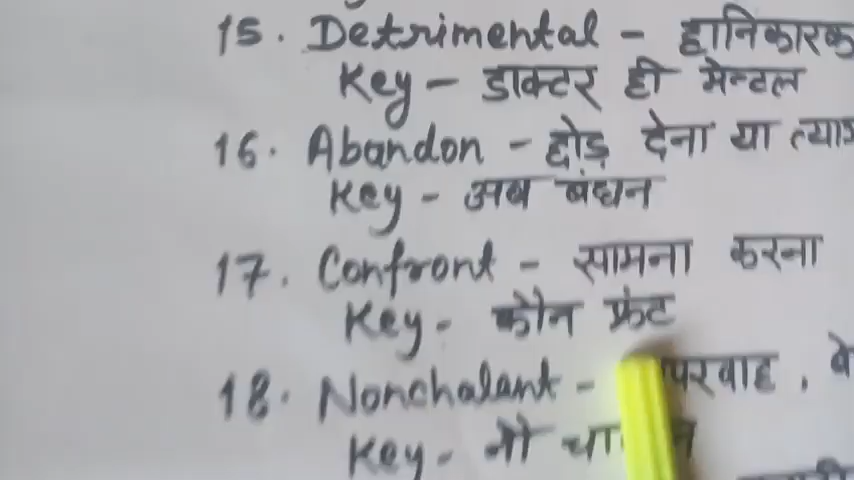 15. Detrimental - हानिकारक
Key - डाक्टर ही मेन्टल
16. Abandon - छोड़ देना या
Key - अब बंधन
17. Confront - सामना करना
Key - कौन फ्रंट
18. Nonchalant -
Key - नो